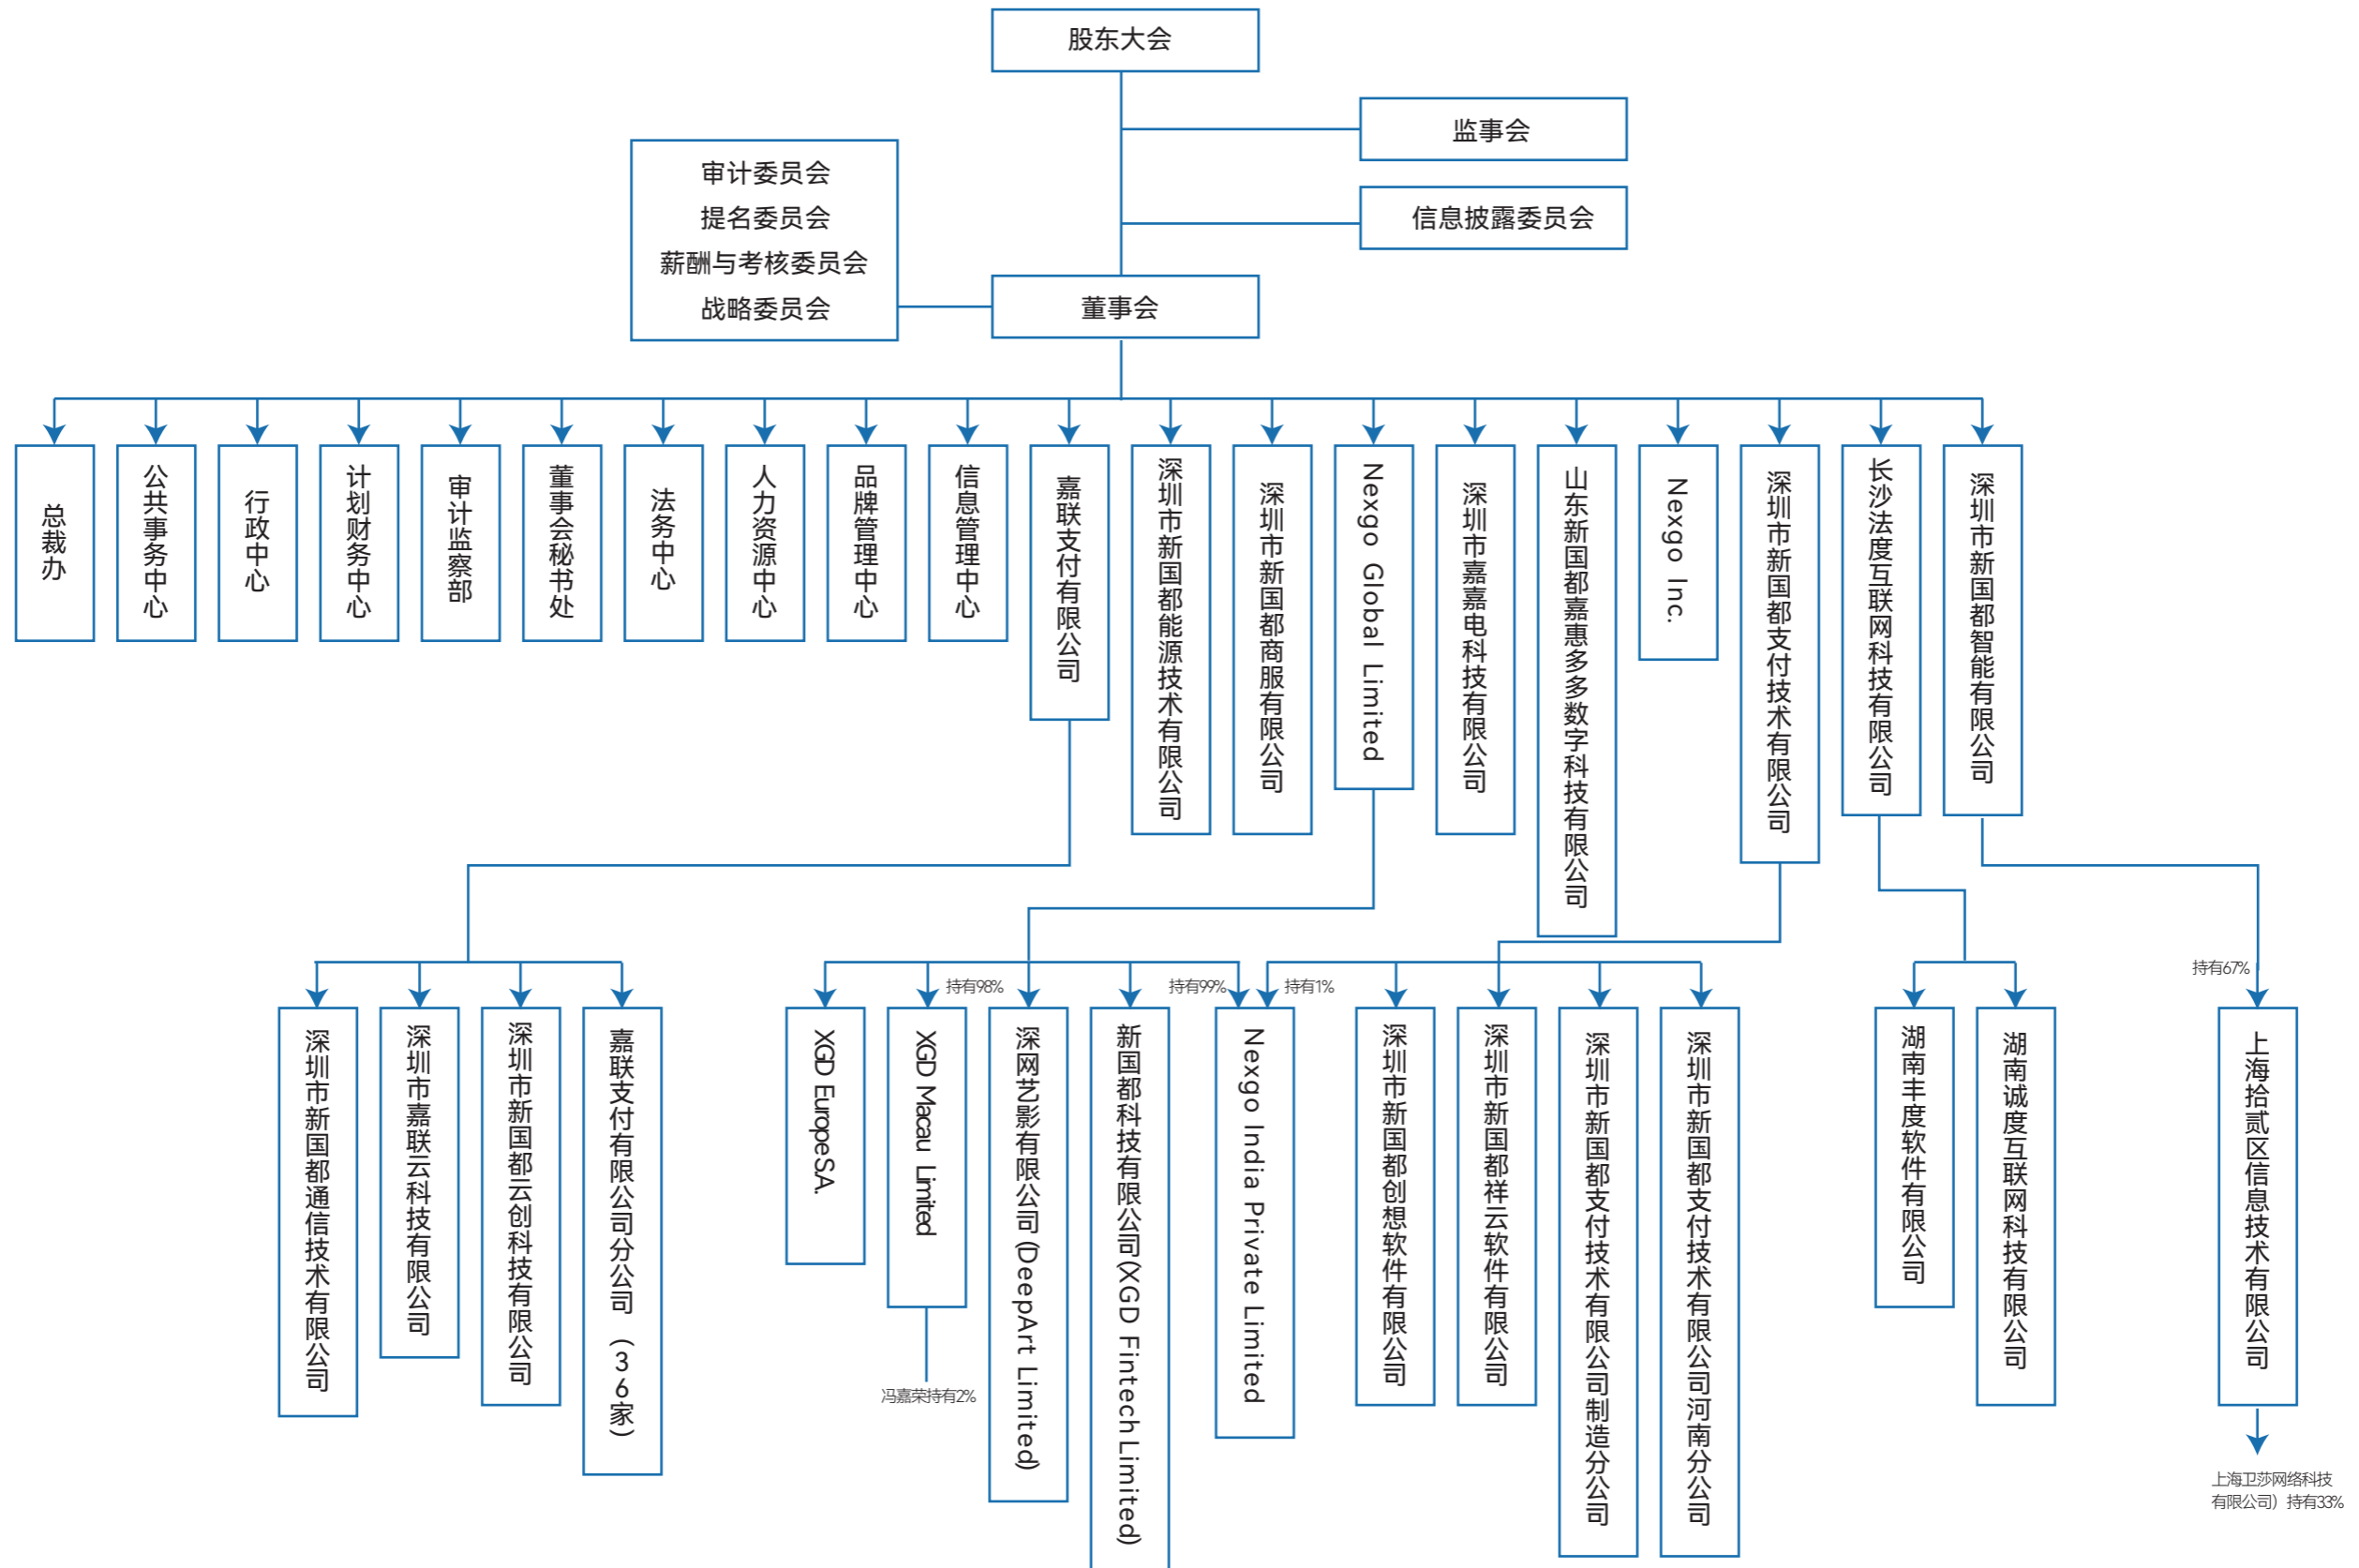 股东大会
监事会
审计委员会
提名委员会
薪酬与考核委员会
战略委员会
信息披露委员会
董事会
总裁办
公共事务中心
行政中心
计划财务中心
审计监察部
董事会秘书处
法务中心
人力资源中心
品牌管理中心
信息管理中心
嘉联支付有限公司
深圳市新国都能源技术有限公司
深圳市新国都商服有限公司
Nexgo Global Limited
深圳市嘉嘉电科技有限公司
山东新国都嘉惠多多数字科技有限公司
Nexgo Inc.
深圳市新国都支付技术有限公司
长沙法度互联网科技有限公司
深圳市新国都智能有限公司
持有98%
持有99%
持有1%
持有67%
深圳市新国都通信技术有限公司
深圳市嘉联云科技有限公司
深圳市新国都云创科技有限公司
嘉联支付有限公司分公司（36家）
XGD Europe S.A.
XGD Macau Limited
深网艺影有限公司(DeepArt Limited)
新国都科技有限公司(XGD Fintech Limited)
Nexgo India Private Limited
深圳市新国都创想软件有限公司
深圳市新国都祥云软件有限公司
深圳市新国都支付技术有限公司制造分公司
深圳市新国都支付技术有限公司河南分公司
湖南丰度软件有限公司
湖南诚度互联网科技有限公司
上海拾贰区信息技术有限公司
冯嘉荣持有2%
上海卫莎网络科技
有限公司）持有33%